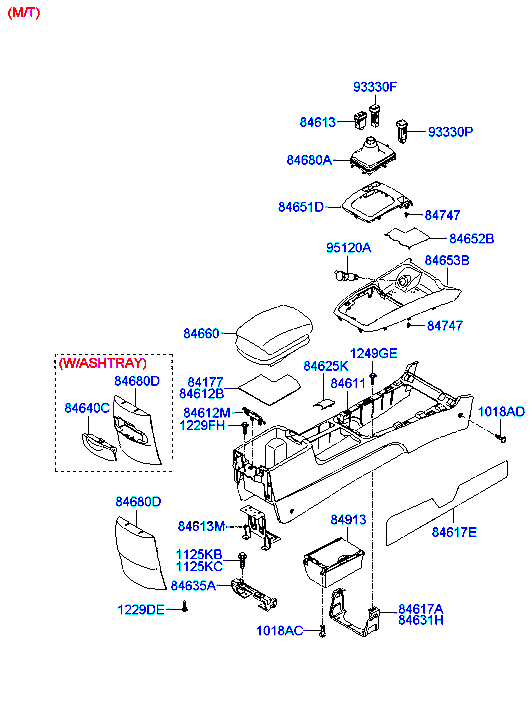 (M/T)
93330F
84613
93330P
84680A
84651D
84747
84652B
95120A
84653B
84747
84660
1249GE
(W/ASHTRAY)
84625K
84680D
84177
84611
84612B
84640C
84612M
1018AD
1229FH
84680D
84913
84613M
84617E
1125KB
1125KC
84635A
1229DE
84617A
84631H
1018AC